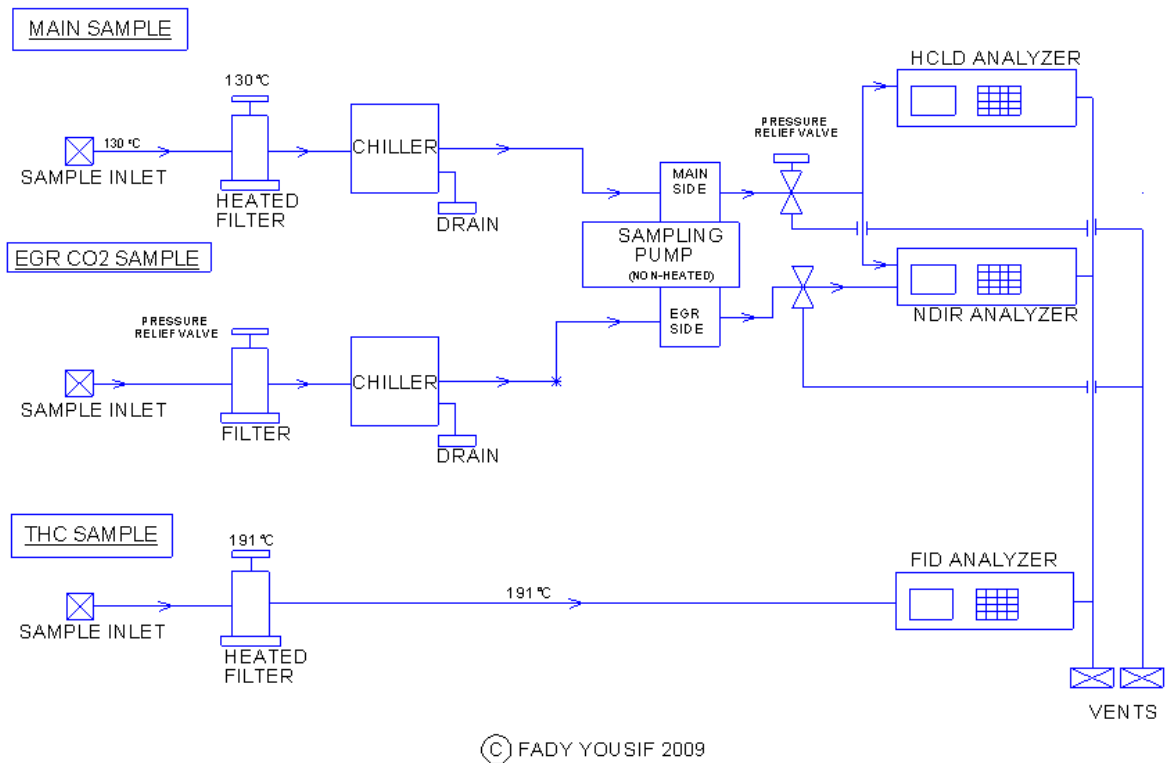 MAIN SAMPLE
HCLD ANALYZER
130°C
PRESSURE
RELIEF VALVE
130°C
CHILLER
SAMPLE INLET
HEATED
FILTER
DRAIN
MAIN
SIDE
EGR CO2 SAMPLE
SAMPLING
PUMP
(NON-HEATED)
NDIR ANALYZER
EGR
SIDE
PRESSURE
RELIEF VALVE
CHILLER
SAMPLE INLET
FILTER
DRAIN
THC SAMPLE
191°C
FID ANALYZER
191°C
SAMPLE INLET
HEATED
FILTER
VENTS
C FADY YOUSIF 2009